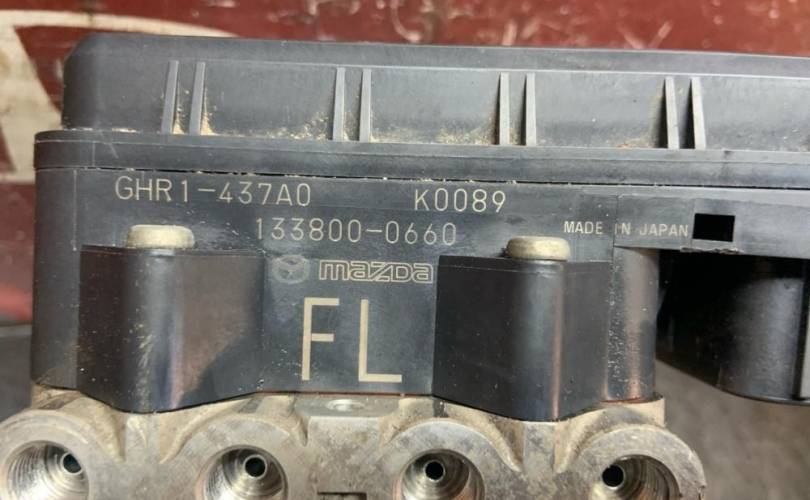 GHR1-437A0 K0089
133800-0660 MADE IN JAPAN
mazda
FL